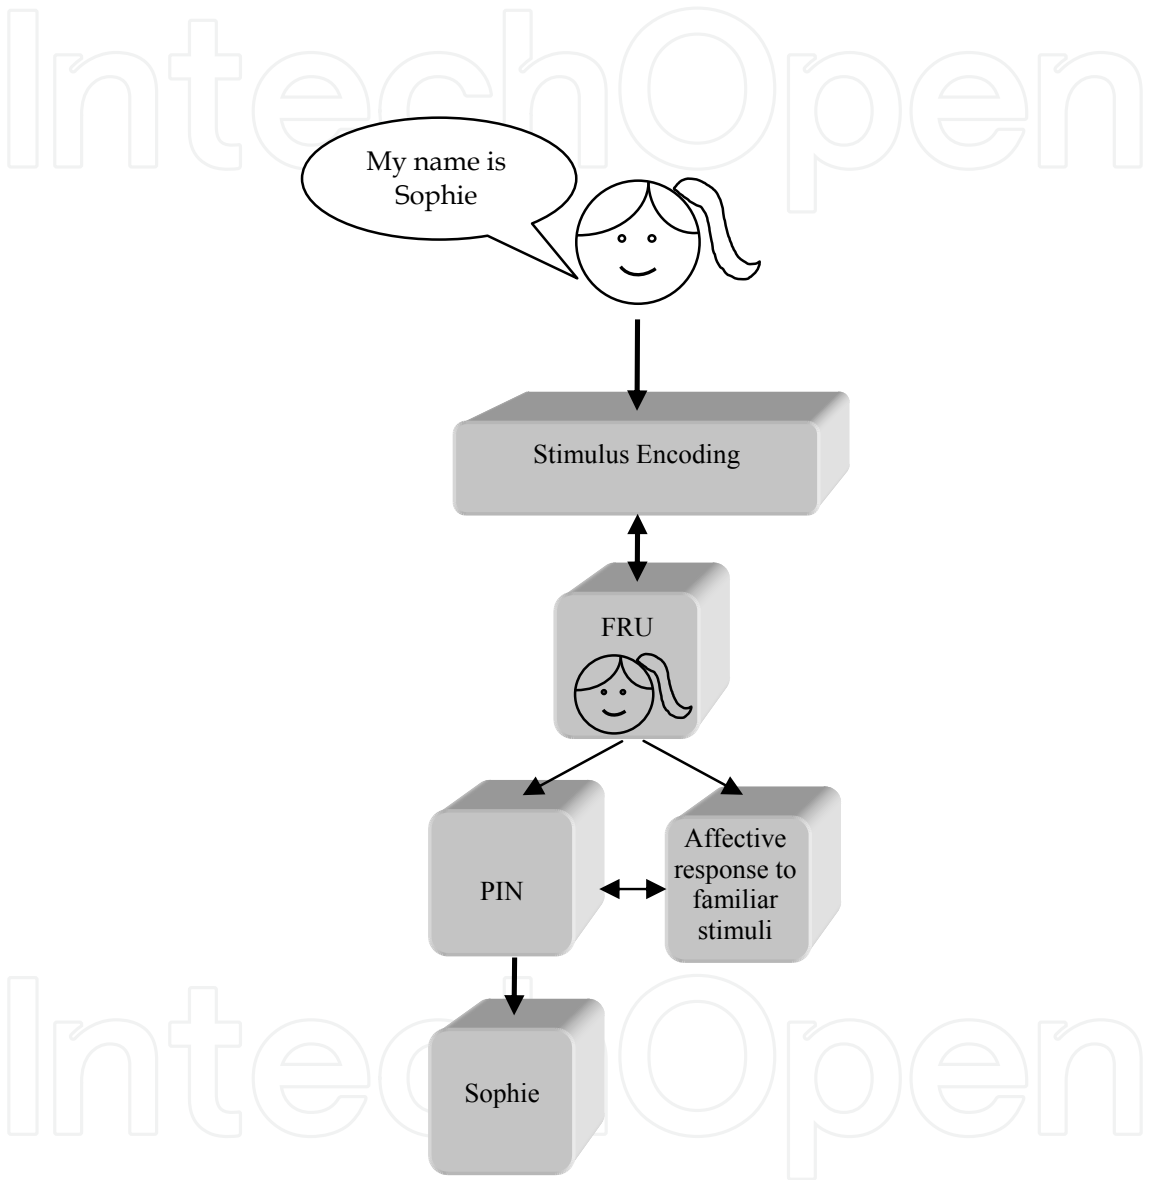 IntechOpen
My name is
Sophie
Stimulus Encoding
FRU
PIN
Affective
response to
familiar
stimuli
Sophie
IntechOpen